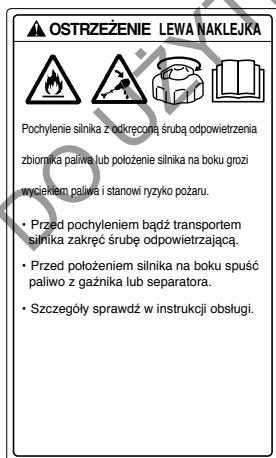 OSTRZEŻENIE LEWA NAKLEJKA
Pochylenie silnika z odkręconą śrubą odpowietrzenia
zbiornika paliwa lub położenie silnika na boku grozi
wyciekiem paliwa i stanowi ryzyko pożaru.
• Przed pochyleniem bądź transportem
silnika zakręć śrubę odpowietrzającą.
• Przed położeniem silnika na boku spuść
paliwo z gaźnika lub separatora.
• Szczegóły sprawdź w instrukcji obsługi.
DO UŻYT